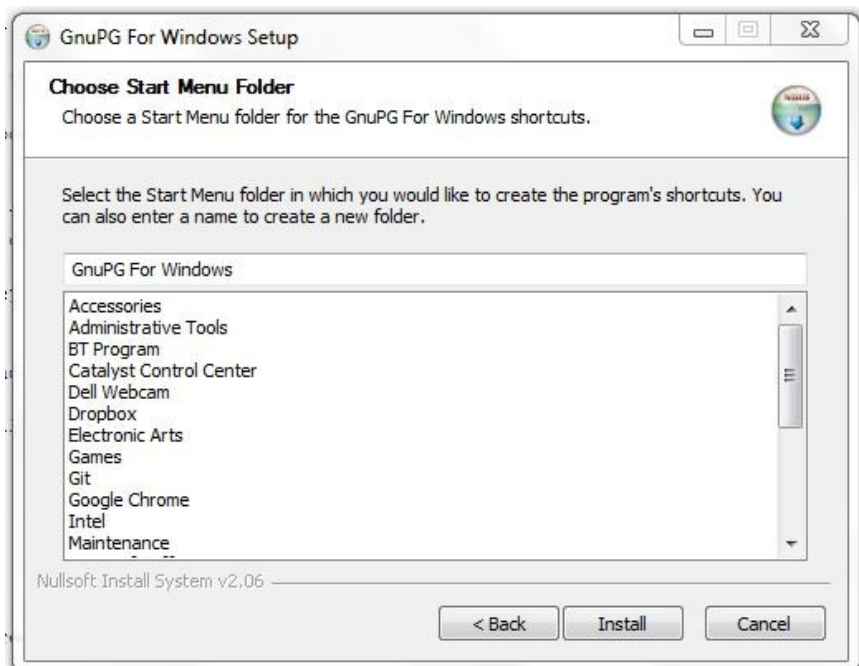 GnuPG For Windows Setup
Choose Start Menu Folder
Choose a Start Menu folder for the GnuPG For Windows shortcuts.
Select the Start Menu folder in which you would like to create the program's shortcuts. You
can also enter a name to create a new folder.
GnuPG For Windows
Accessories
Administrative Tools
BT Program
Catalyst Control Center
Dell Webcam
Dropbox
Electronic Arts
Games
Git
Google Chrome
Intel
Maintenance
Nullsoft Install System v2.06
< Back
Install
Cancel